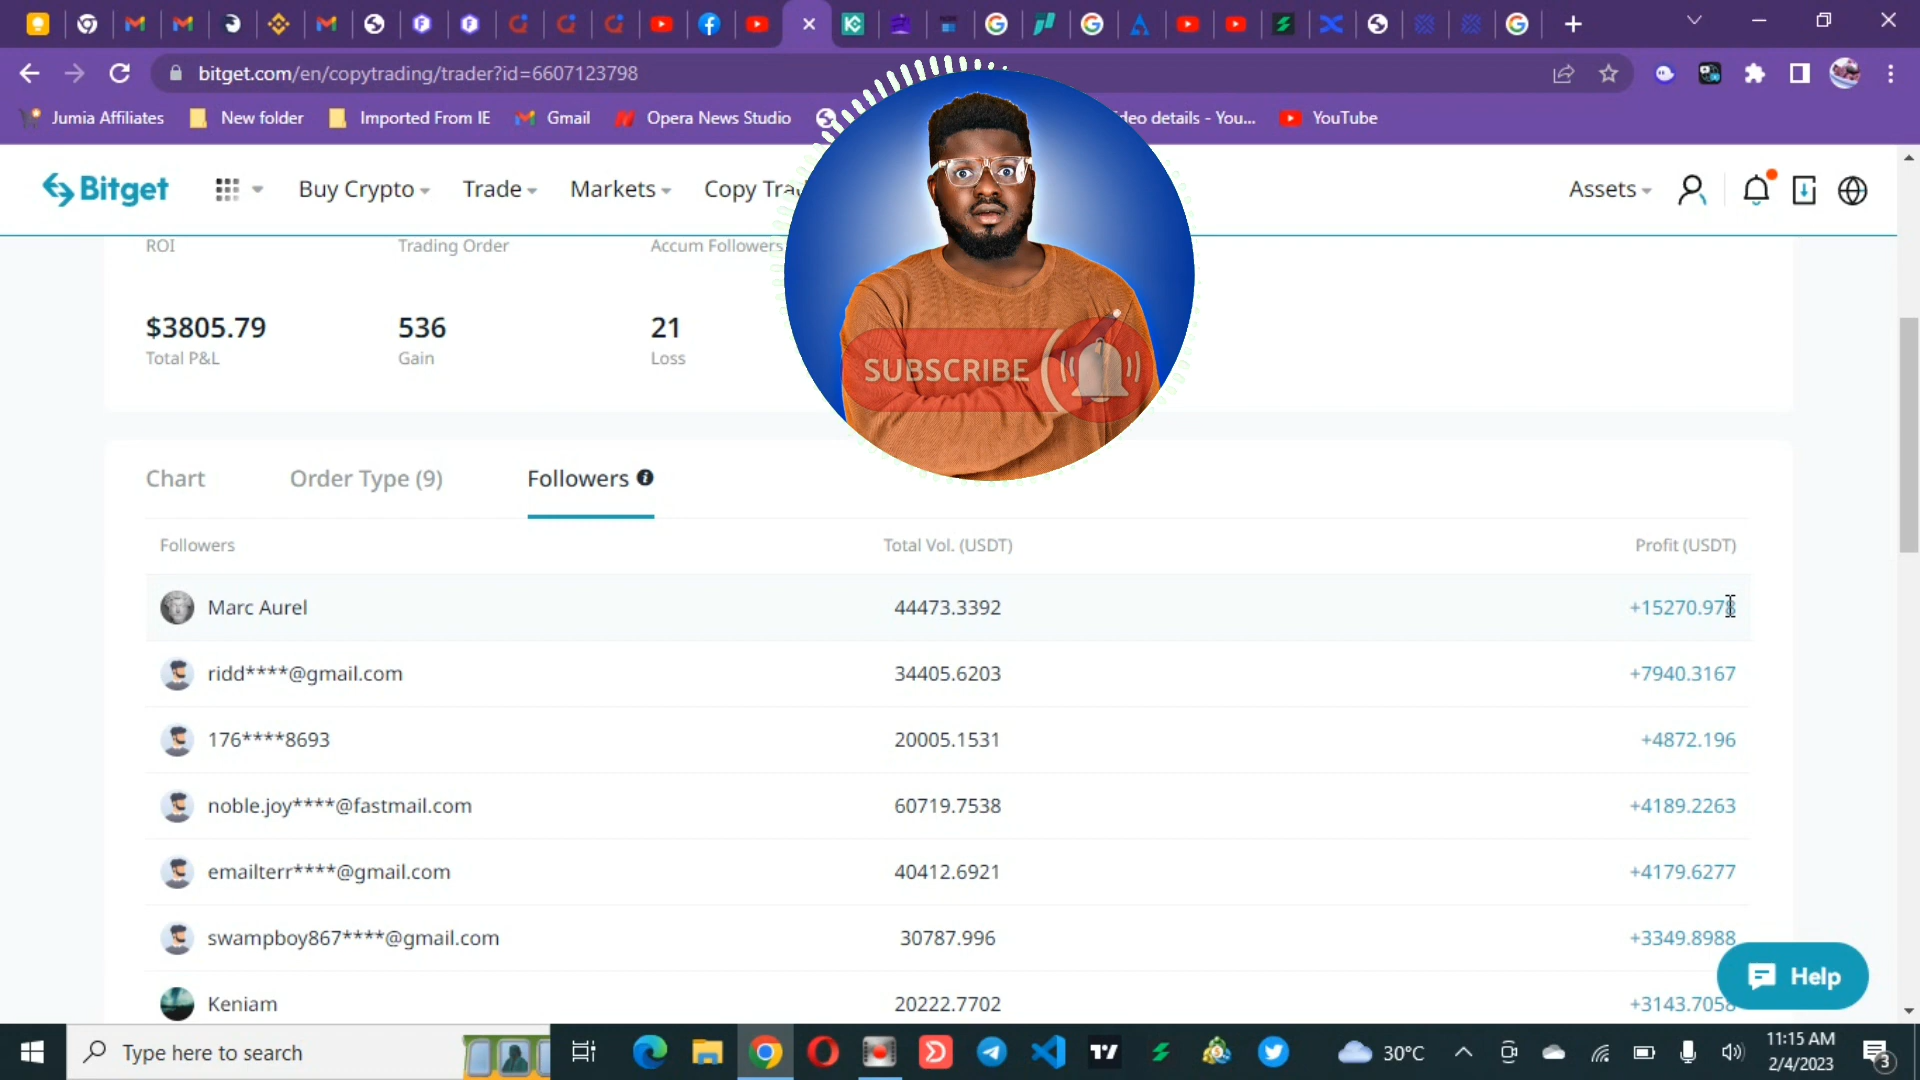 bitget.com/en/copytrading/trader?id=6607123798
Jumia Affiliates New folder Imported From IE Gmail Opera News Studio deo details - You... YouTube
Bitget Buy Crypto Trade Markets Copy Tra Assets
ROI Trading Order Accum Followers
$3805.79 536 21
Total P&L Gain Loss
SUBSCRIBE
Chart Order Type (9) Followers
Followers Total Vol. (USDT) Profit (USDT)
Marc Aurel 44473.3392 +15270.978
ridd****@gmail.com 34405.6203 +7940.3167
176****8693 20005.1531 +4872.196
noble.joy****@fastmail.com 60719.7538 +4189.2263
emailterr****@gmail.com 40412.6921 +4179.6277
swampboy867****@gmail.com 30787.996 +3349.8988
Keniam 20222.7702 +3143.7058
Help
Type here to search 30°C 11:15 AM
2/4/2023
3